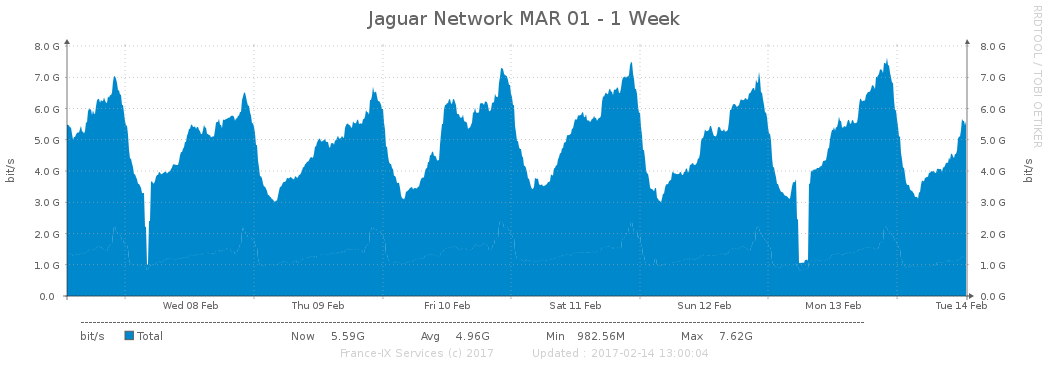 Jaguar Network MAR 01 - 1 Week
RRDTOOL / TOBI OETIKER
bit/s
8.0 G 8.0 G
7.0 G 7.0 G
6.0 G 6.0 G
5.0 G 5.0 G
4.0 G 4.0 G
3.0 G 3.0 G
2.0 G 2.0 G
1.0 G 1.0 G
0.0 0.0 G
bit/s
Wed 08 Feb Thu 09 Feb Fri 10 Feb Sat 11 Feb Sun 12 Feb Mon 13 Feb Tue 14 Feb
bit/s Total Now 5.59G Avg 4.96G Min 982.56M Max 7.62G
France-IX Services (c) 2017 Updated : 2017-02-14 13:00:04